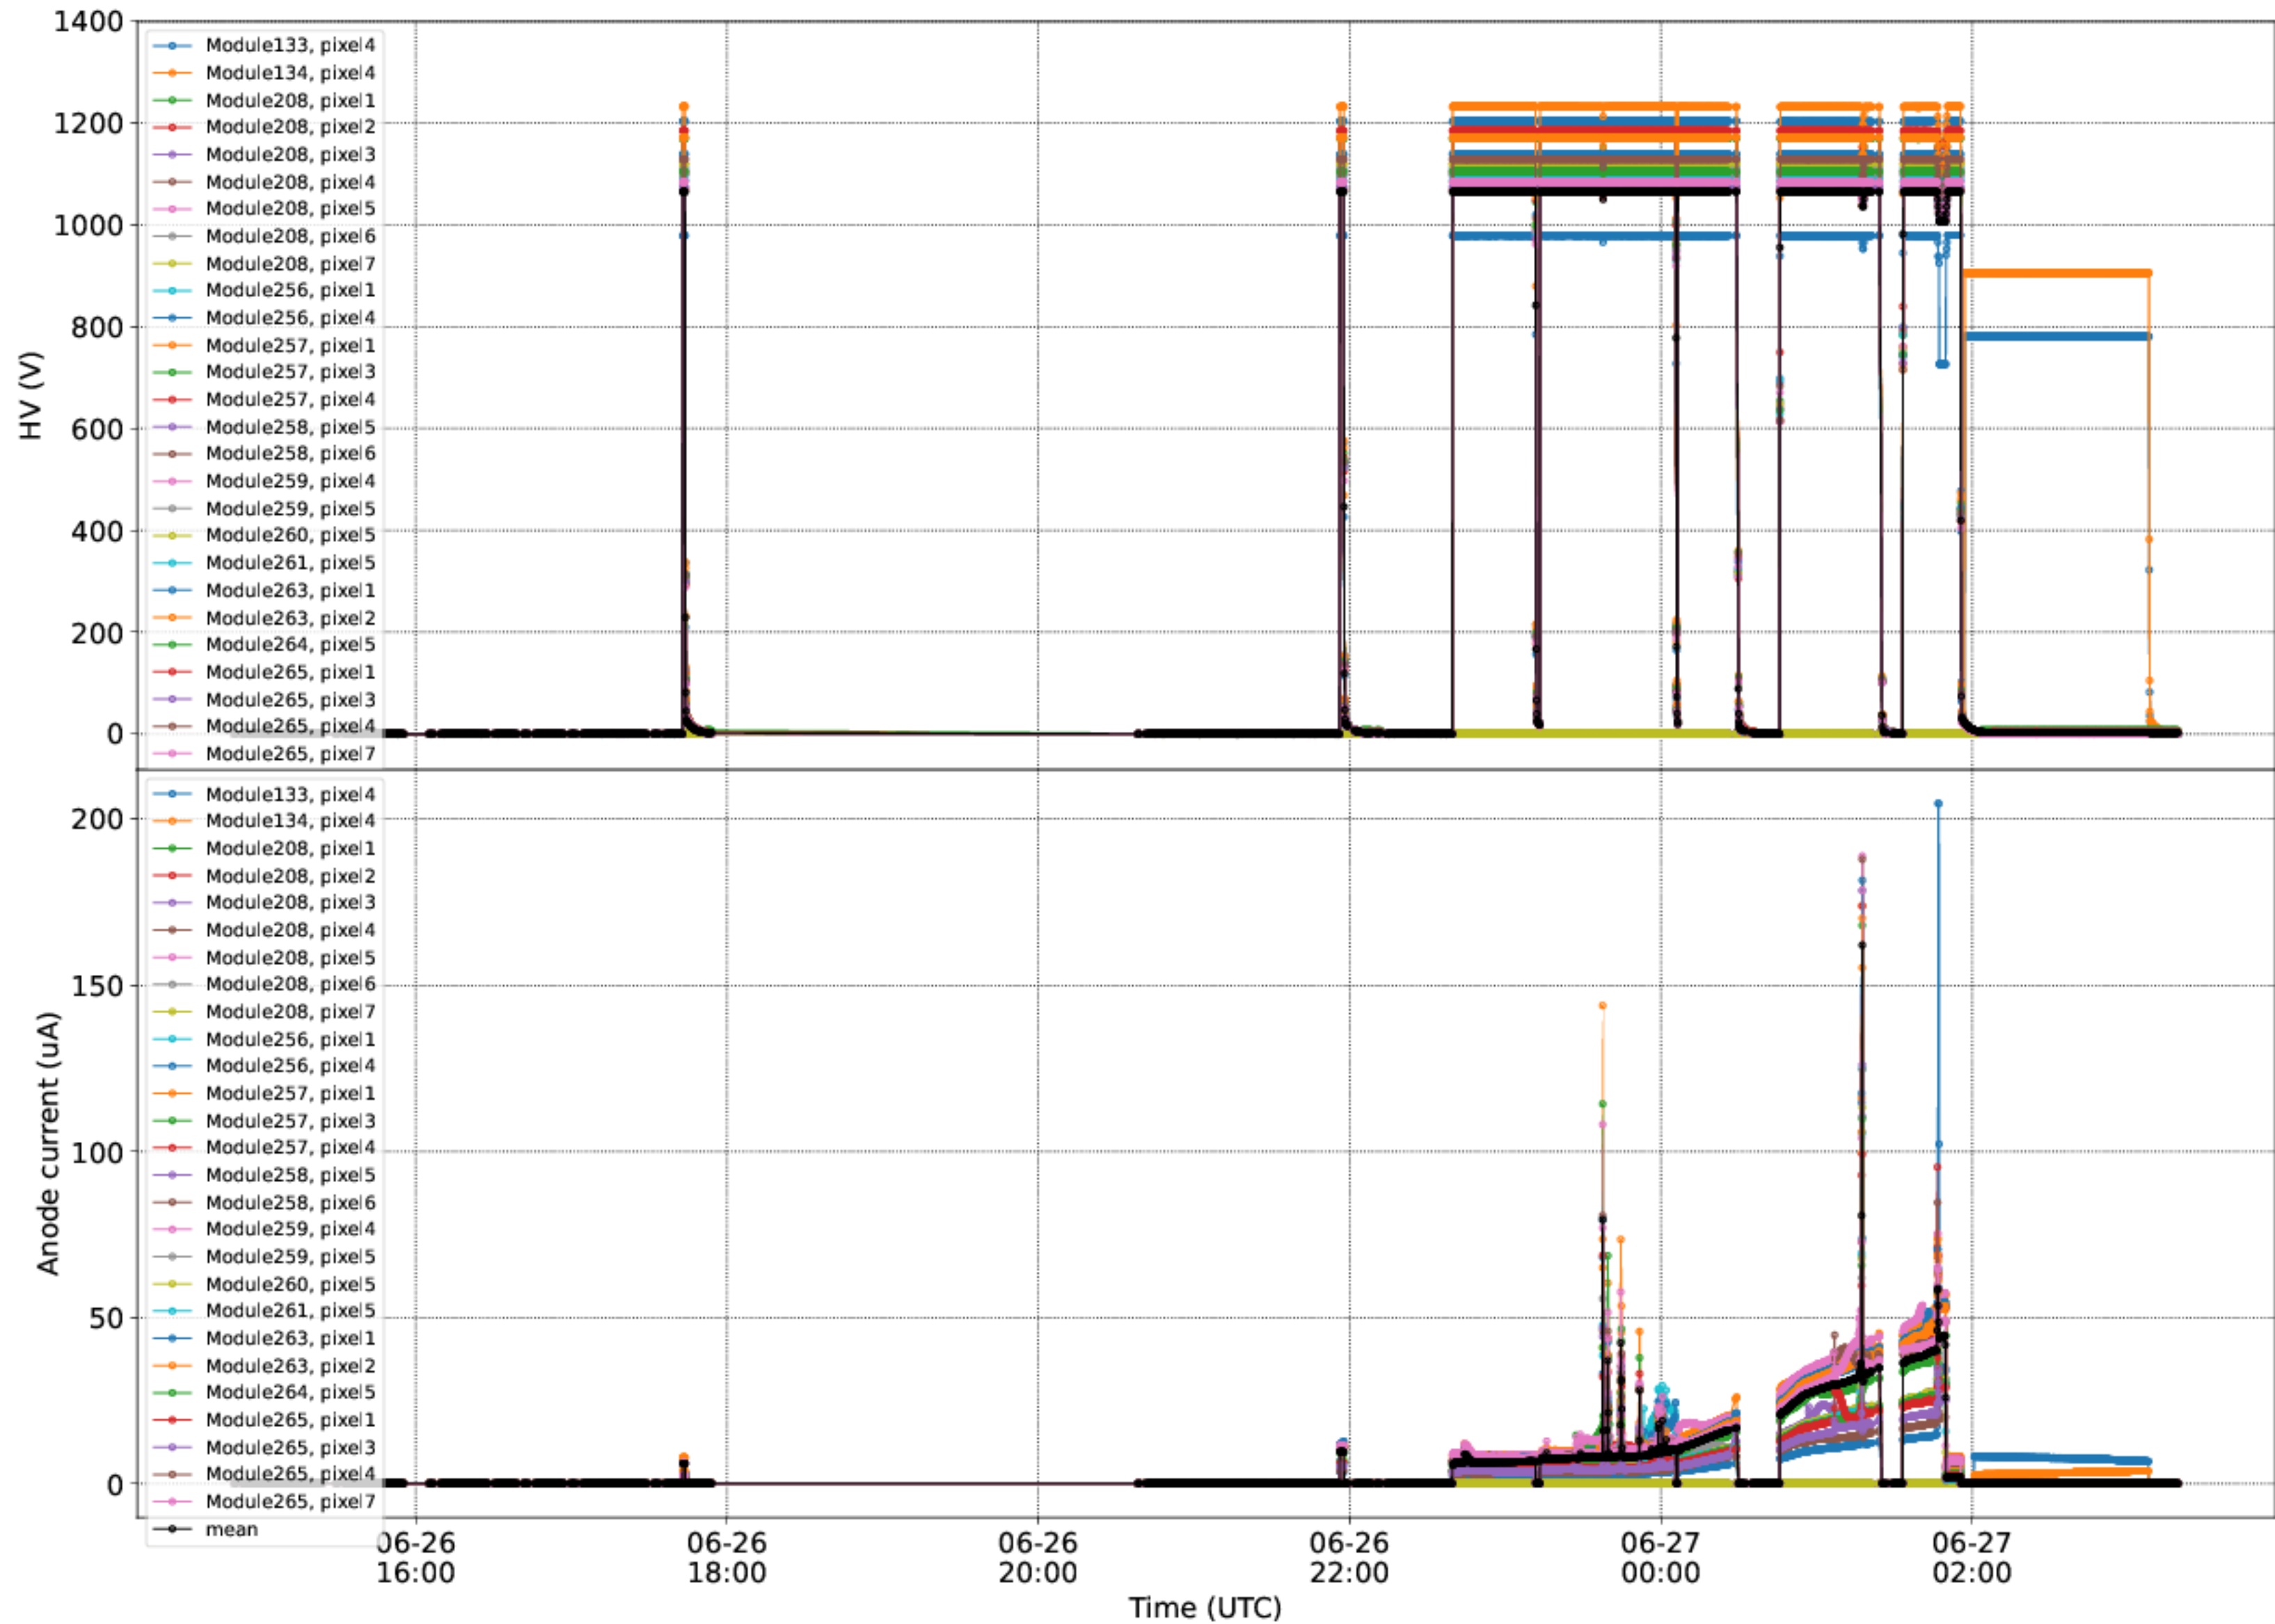 1400
1200
1000
800
600
400
200
0
HV (V)
Module133, pixel4
Module134, pixel4
Module208, pixel1
Module208, pixel2
Module208, pixel3
Module208, pixel4
Module208, pixel5
Module208, pixel6
Module208, pixel7
Module256, pixel1
Module256, pixel4
Module257, pixel1
Module257, pixel3
Module257, pixel4
Module258, pixel5
Module258, pixel6
Module259, pixel4
Module259, pixel5
Module260, pixel5
Module261, pixel5
Module263, pixel1
Module263, pixel2
Module264, pixel5
Module265, pixel1
Module265, pixel3
Module265, pixel4
Module265, pixel7
200
150
100
50
0
Anode current (uA)
Module133, pixel4
Module134, pixel4
Module208, pixel1
Module208, pixel2
Module208, pixel3
Module208, pixel4
Module208, pixel5
Module208, pixel6
Module208, pixel7
Module256, pixel1
Module256, pixel4
Module257, pixel1
Module257, pixel3
Module257, pixel4
Module258, pixel5
Module258, pixel6
Module259, pixel4
Module259, pixel5
Module260, pixel5
Module261, pixel5
Module263, pixel1
Module263, pixel2
Module264, pixel5
Module265, pixel1
Module265, pixel3
Module265, pixel4
Module265, pixel7
mean
06-26 06-26 06-26 06-26 06-27 06-27
16:00 18:00 20:00 22:00 00:00 02:00
Time (UTC)